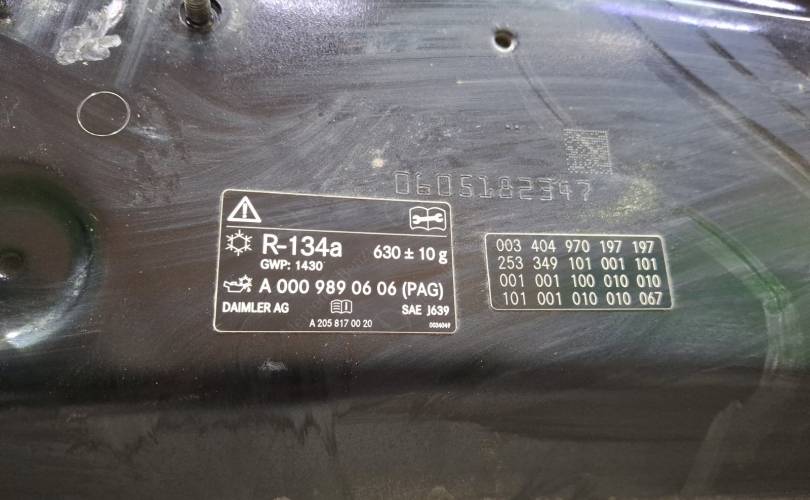 0605182347
R-134a 630 ± 10 g
GWP: 1430
A 000 989 06 06 (PAG)
DAIMLER AG SAE J639
A 205 817 00 20 0034049
003 404 970 197 197
253 349 101 001 101
001 001 100 010 010
101 001 010 010 067